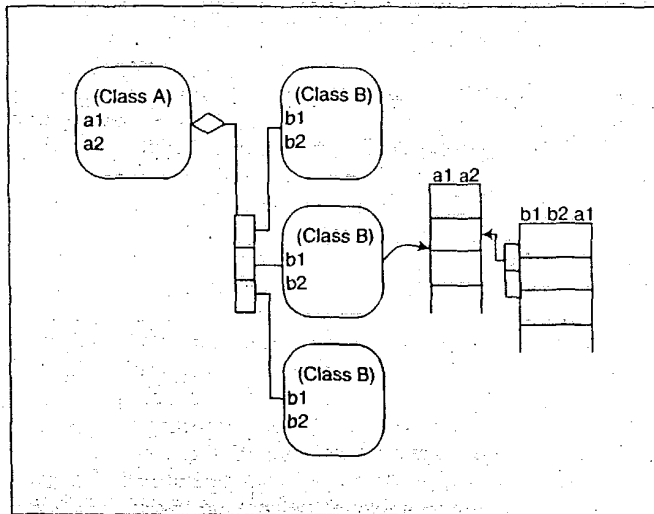 (Class A)
a1
a2
(Class B)
b1
b2
(Class B)
b1
b2
(Class B)
b1
b2
a1 a2
b1 b2 a1